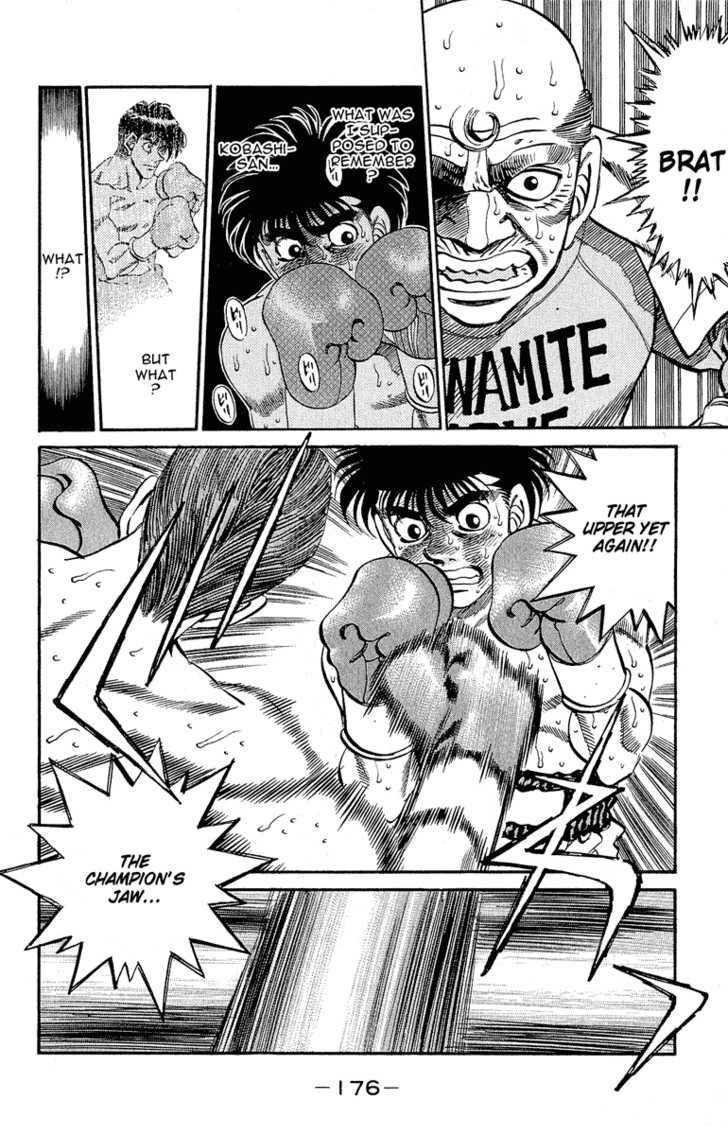 BRAT
!!
WAMITE
WHAT WAS
I SUP-
POSED TO
REMEMBER
?
KOBASHI-
SAN...
BUT
WHAT
?
WHAT
!?
THAT
UPPER YET
AGAIN!!
THE
CHAMPION'S
JAW...
-176-